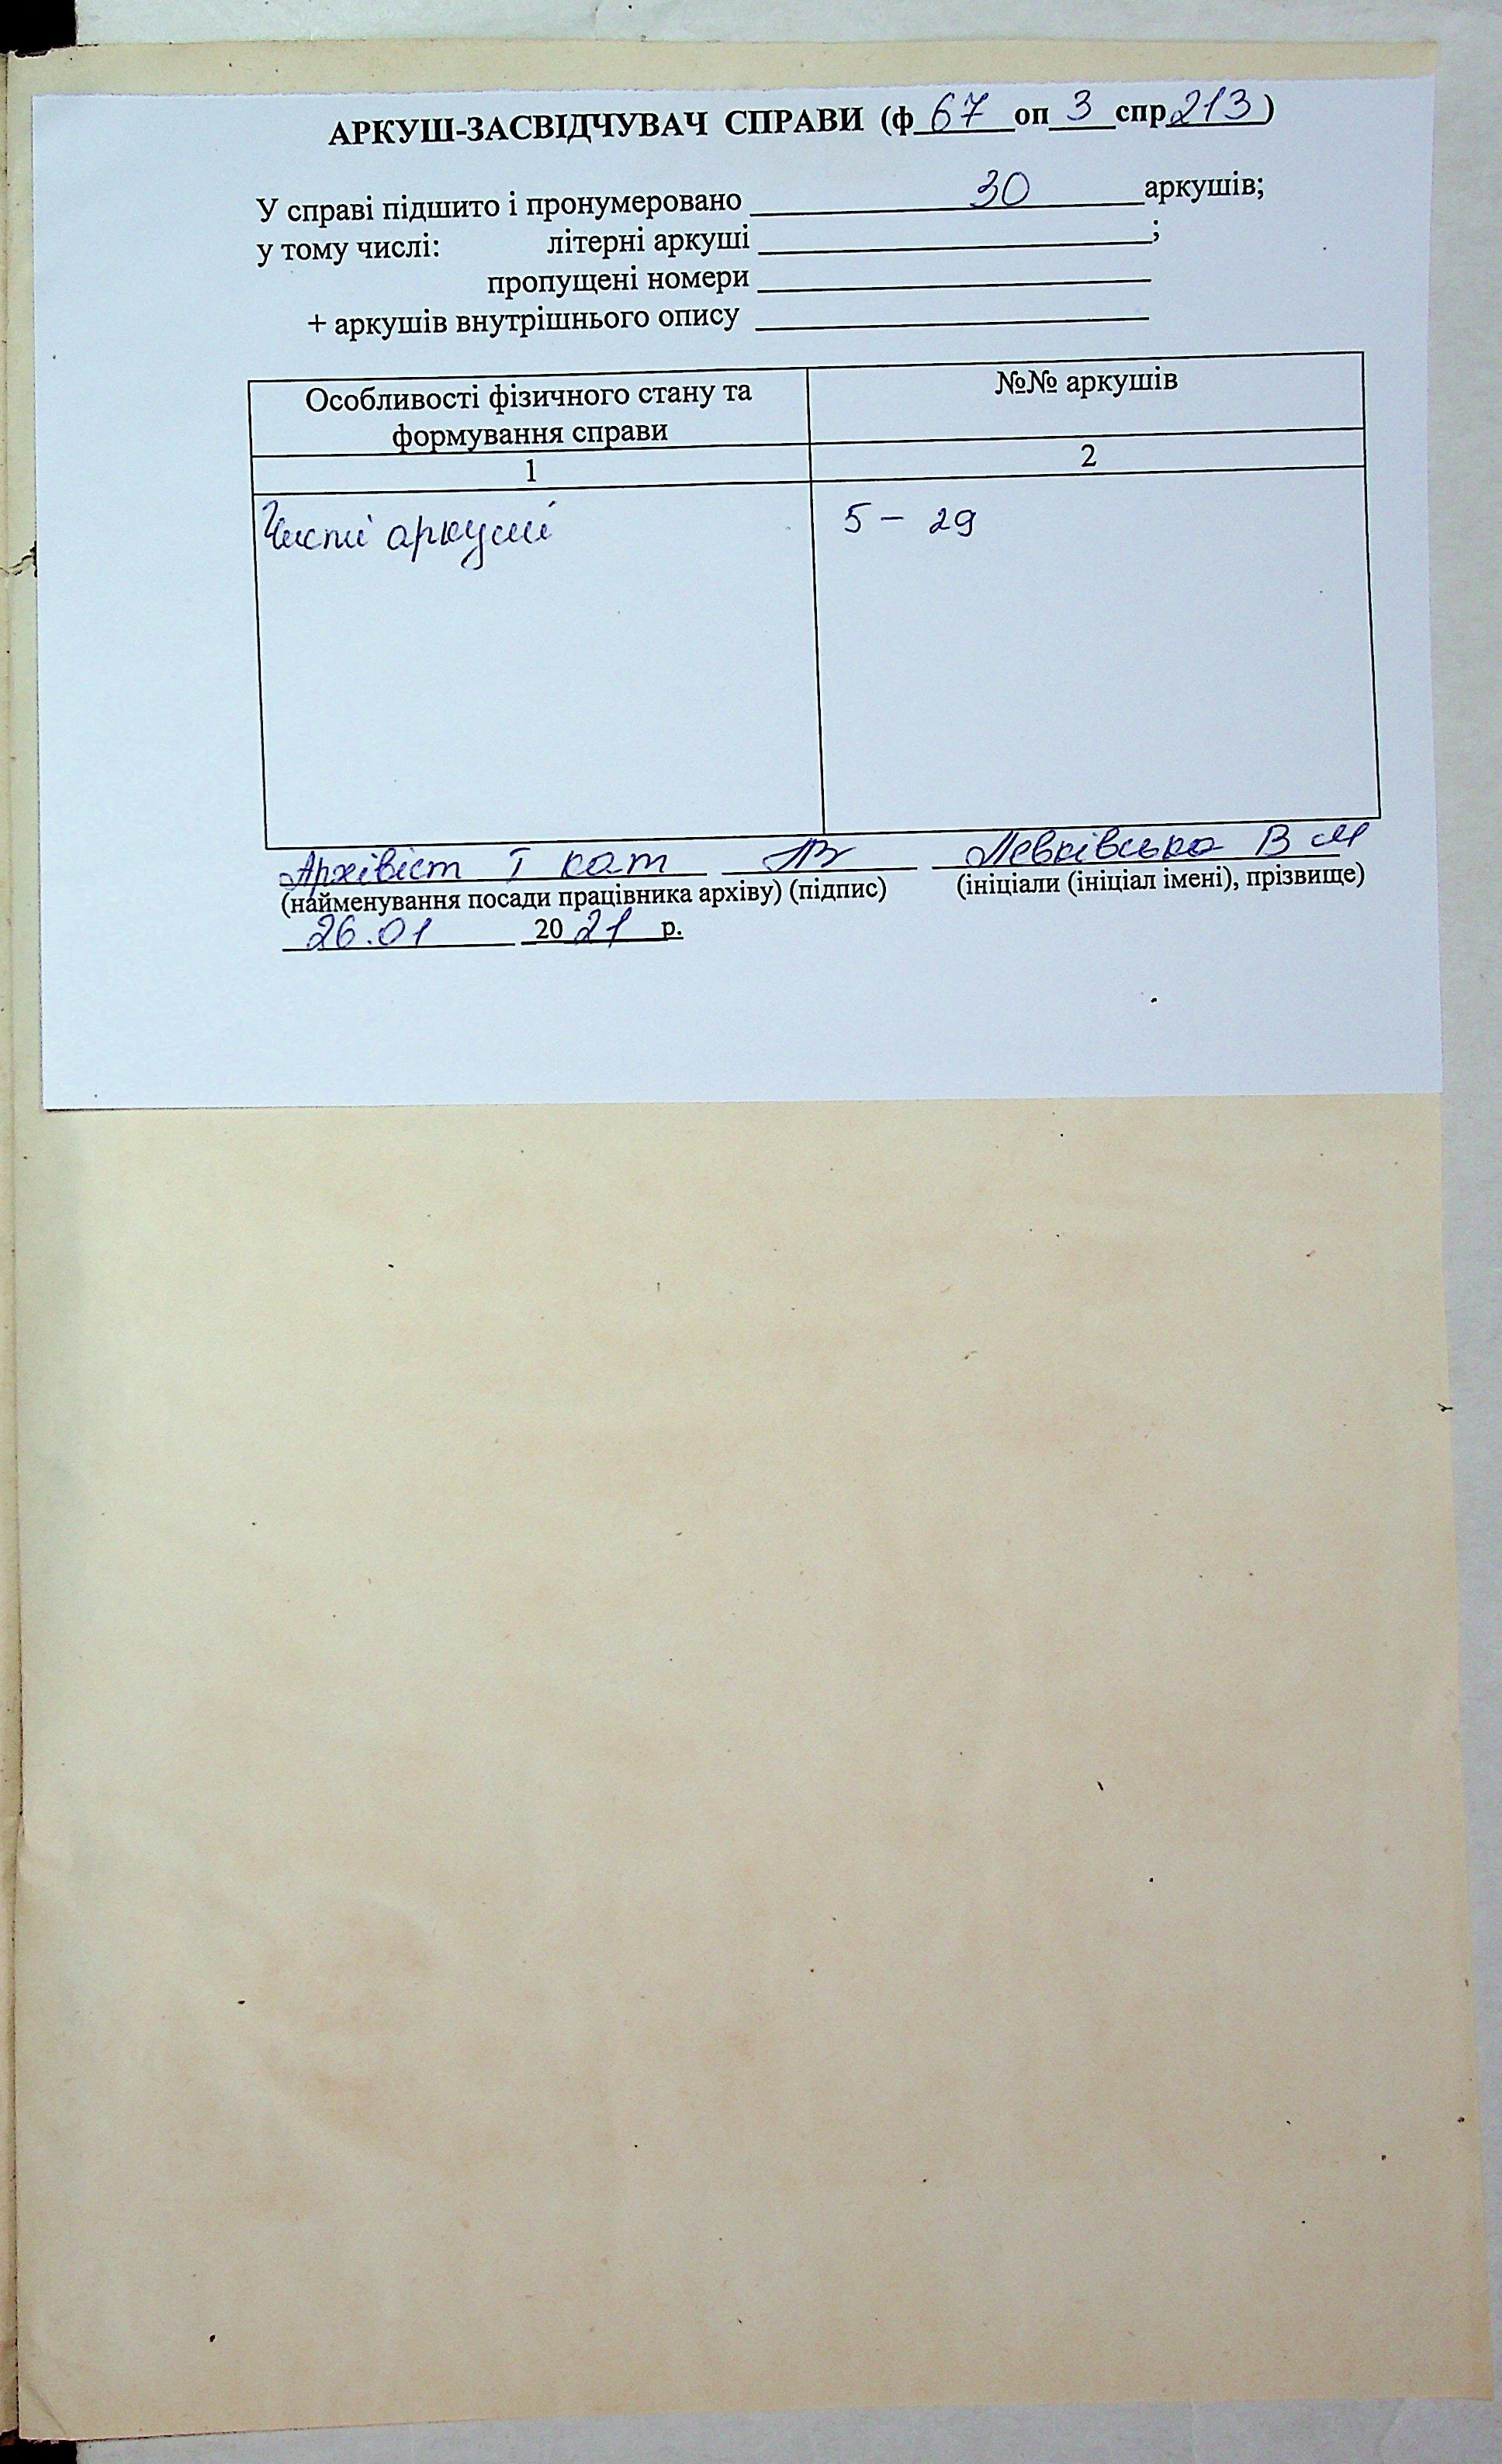 АРКУШ-ЗАСВІДЧУВАЧ СПРАВИ (ф 67 оп 3 спр 213)
У справі підшито і пронумеровано 30 аркушів;
у тому числі: літерні аркуші ;
пропущені номери
+ аркушів внутрішнього опису
Особливості фізичного стану та формування справи
№№ аркушів
1
2
Чисті аркуші
5 - 29
Архівіст І кат Левківська В М
(найменування посади працівника архіву) (підпис) (ініціали (ініціал імені), прізвище)
26.01 2021 р.